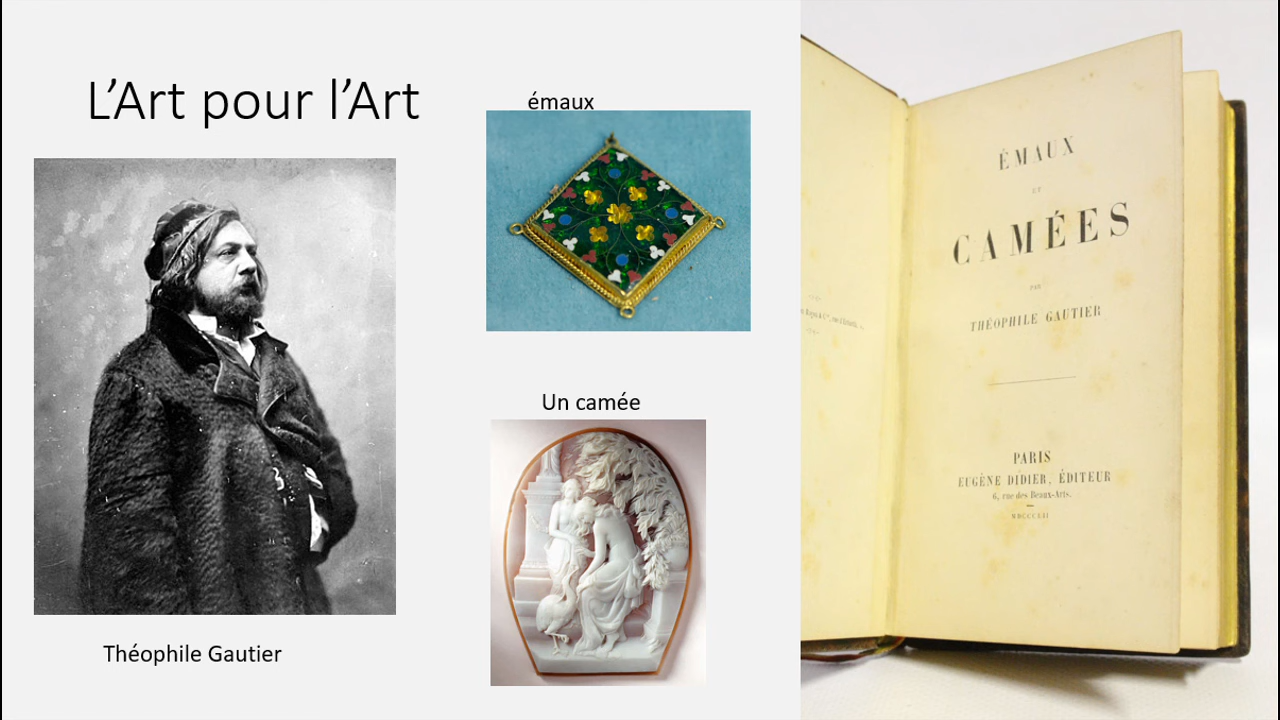 L'Art pour l'Art
émaux
Un camée
Théophile Gautier
ÉMAUX
ET
CAMÉES
PAR
THÉOPHILE GAUTIER
PARIS
EUGÈNE DIDIER, ÉDITEUR
6, rue des Beaux-Arts.